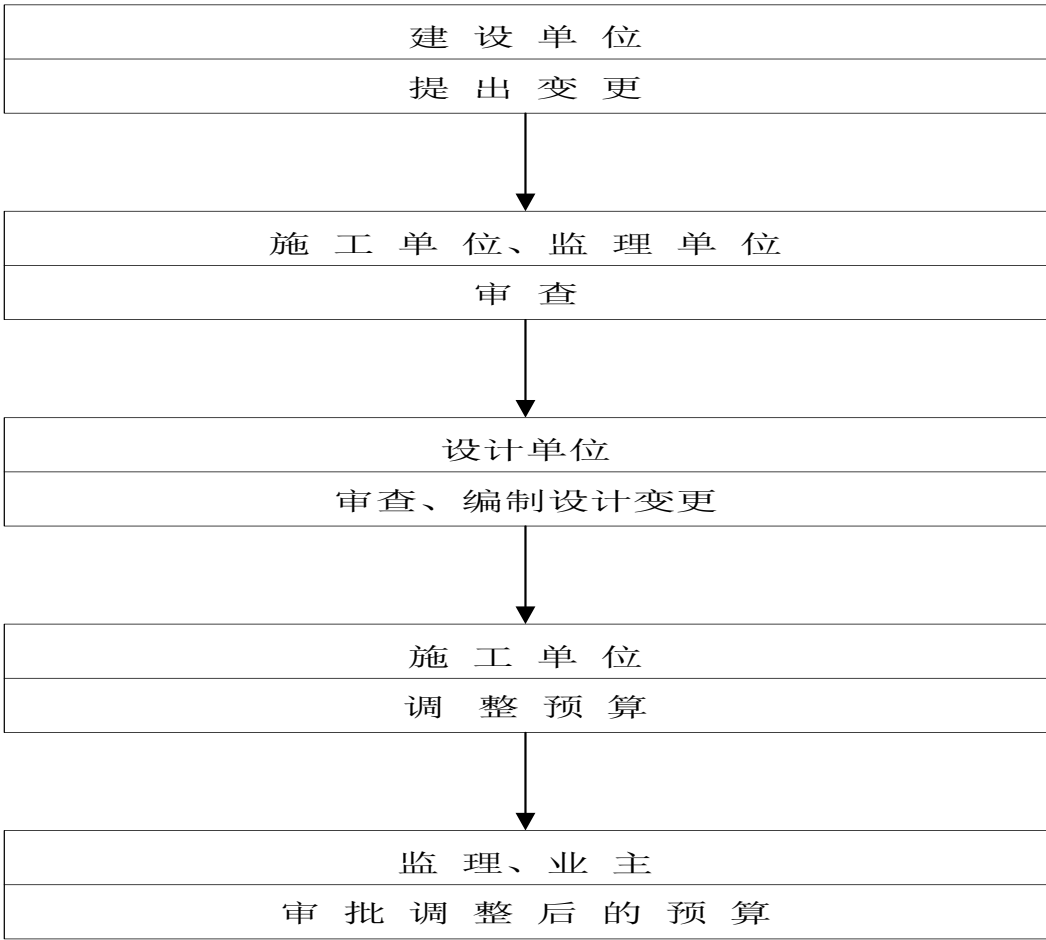 建设单位
提出变更
施工单位、监理单位
审查
设计单位
审查、编制设计变更
施工单位
调整预算
监理、业主
审批调整后的预算